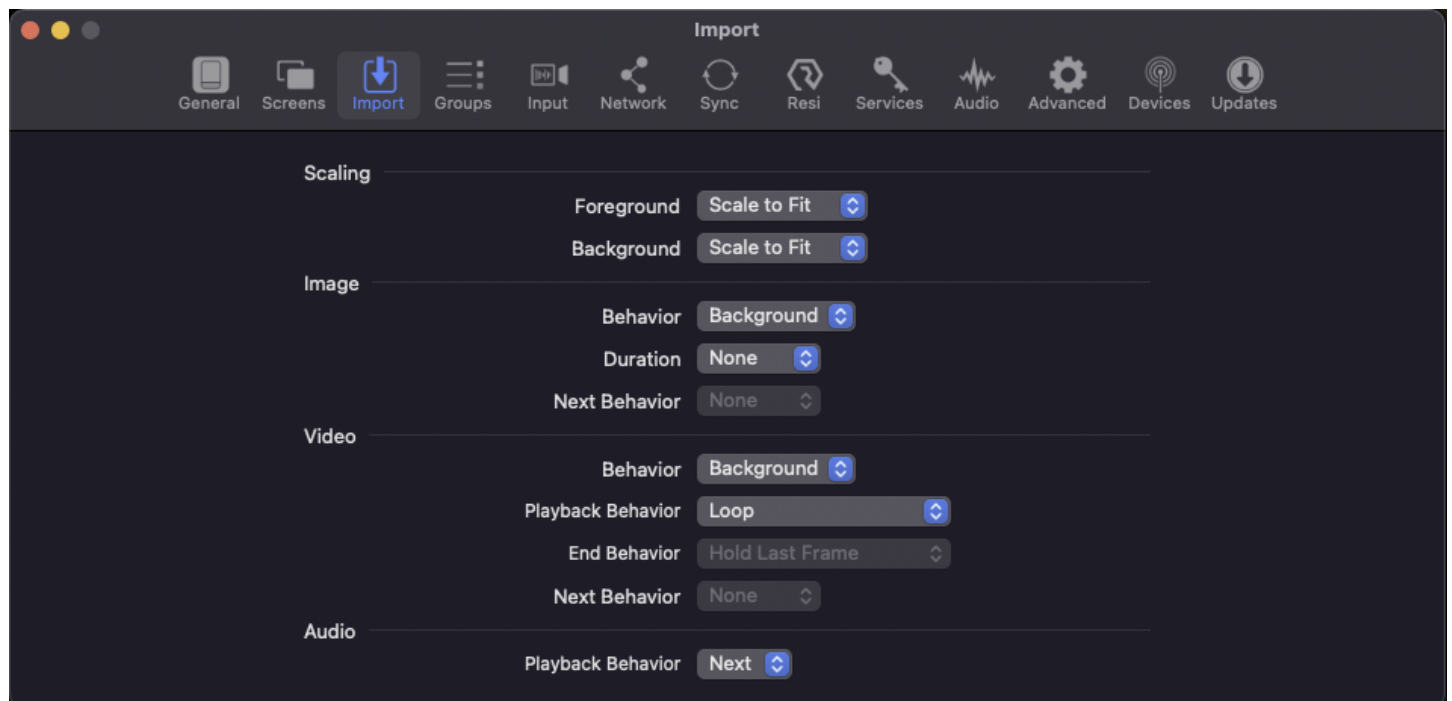 Import
General Screens Import Groups Input Network Sync Resi Services Audio Advanced Devices Updates
Scaling
Foreground Scale to Fit
Background Scale to Fit
Image
Behavior Background
Duration None
Next Behavior None
Video
Behavior Background
Playback Behavior Loop
End Behavior Hold Last Frame
Next Behavior None
Audio
Playback Behavior Next